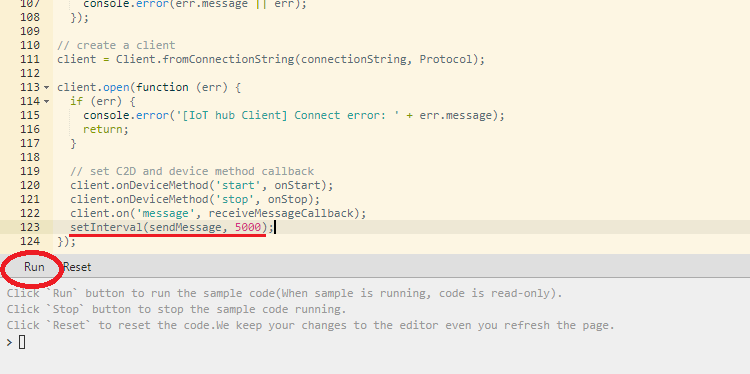 107 console.error(err.message || err);
108 });
109
110 // create a client
111 client = Client.fromConnectionString(connectionString, Protocol);
112
113 client.open(function (err) {
114 if (err) {
115 console.error('[IoT hub Client] Connect error: ' + err.message);
116 return;
117 }
118
119 // set C2D and device method callback
120 client.onDeviceMethod('start', onStart);
121 client.onDeviceMethod('stop', onStop);
122 client.on('message', receiveMessageCallback);
123 setInterval(sendMessage, 5000);
124 });
Run Reset
Click `Run` button to run the sample code(When sample is running, code is read-only).
Click `Stop` button to stop the sample code running.
Click `Reset` to reset the code.We keep your changes to the editor even you refresh the page.
>